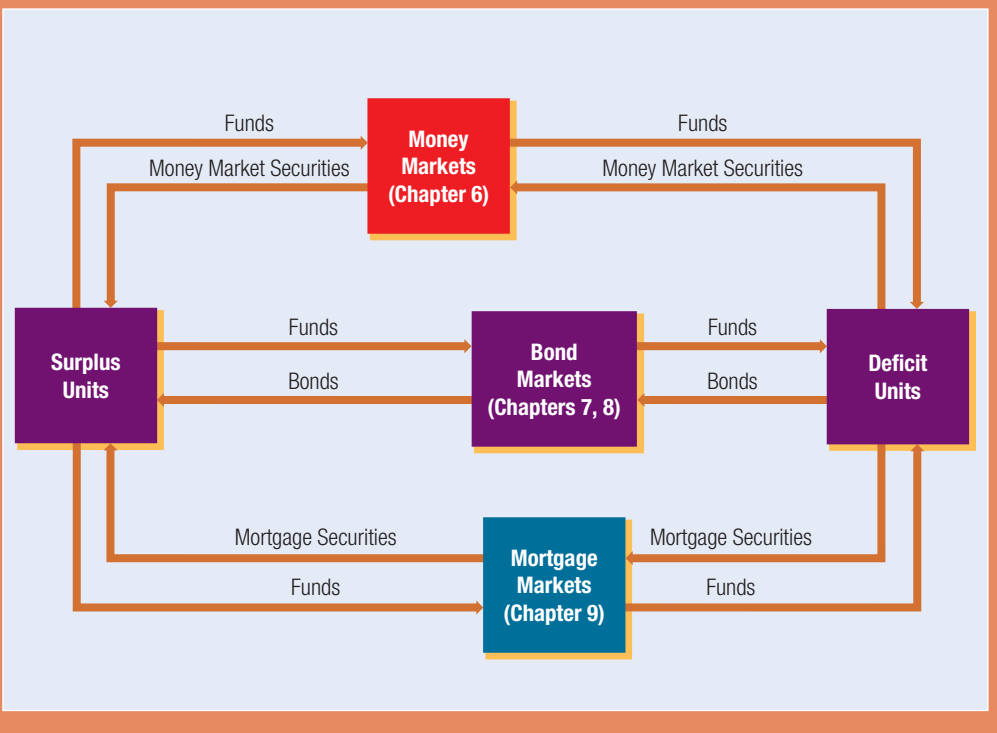 Funds
Funds
Money
Markets
(Chapter 6)
Money Market Securities
Money Market Securities
Surplus
Units
Funds
Bonds
Bond
Markets
(Chapters 7, 8)
Funds
Bonds
Deficit
Units
Mortgage Securities
Funds
Mortgage
Markets
(Chapter 9)
Mortgage Securities
Funds